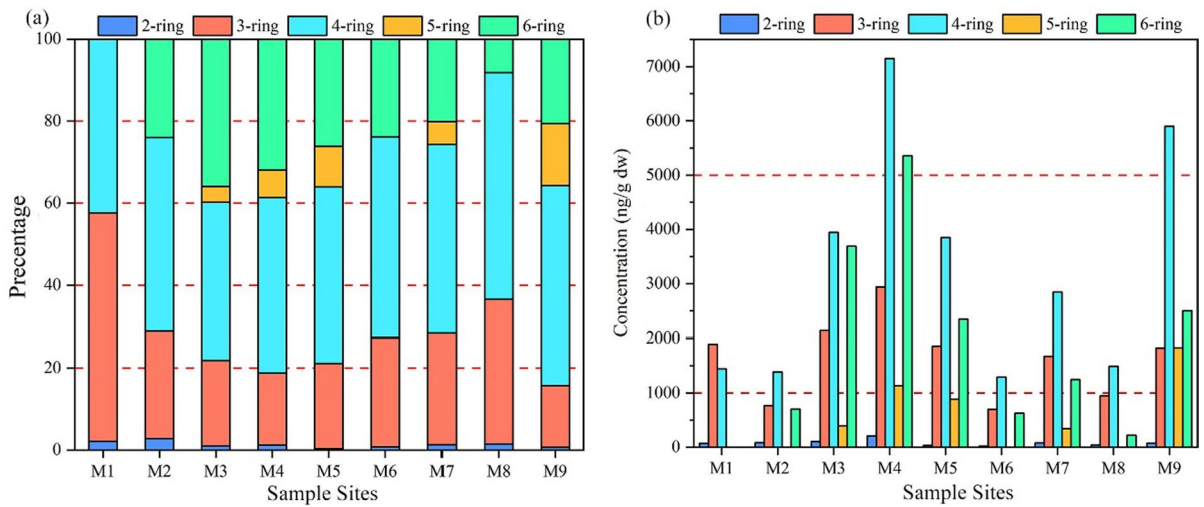 (a)
2-ring 3-ring 4-ring 5-ring 6-ring
100
80
60
40
20
0
Precentage
M1 M2 M3 M4 M5 M6 M7 M8 M9
Sample Sites
(b)
2-ring 3-ring 4-ring 5-ring 6-ring
7000
6000
5000
4000
3000
2000
1000
0
Concentration (ng/g dw)
M1 M2 M3 M4 M5 M6 M7 M8 M9
Sample Sites